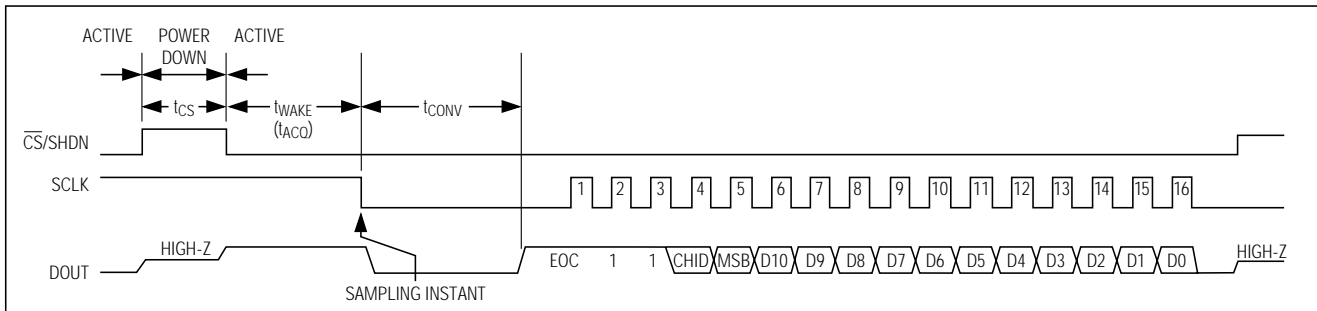 ACTIVE POWER DOWN ACTIVE
tCS tWAKE (tACQ) tCONV
CS/SHDN
SCLK 1 2 3 4 5 6 7 8 9 10 11 12 13 14 15 16
DOUT HIGH-Z EOC 1 1 CHID MSB D10 D9 D8 D7 D6 D5 D4 D3 D2 D1 D0 HIGH-Z
SAMPLING INSTANT